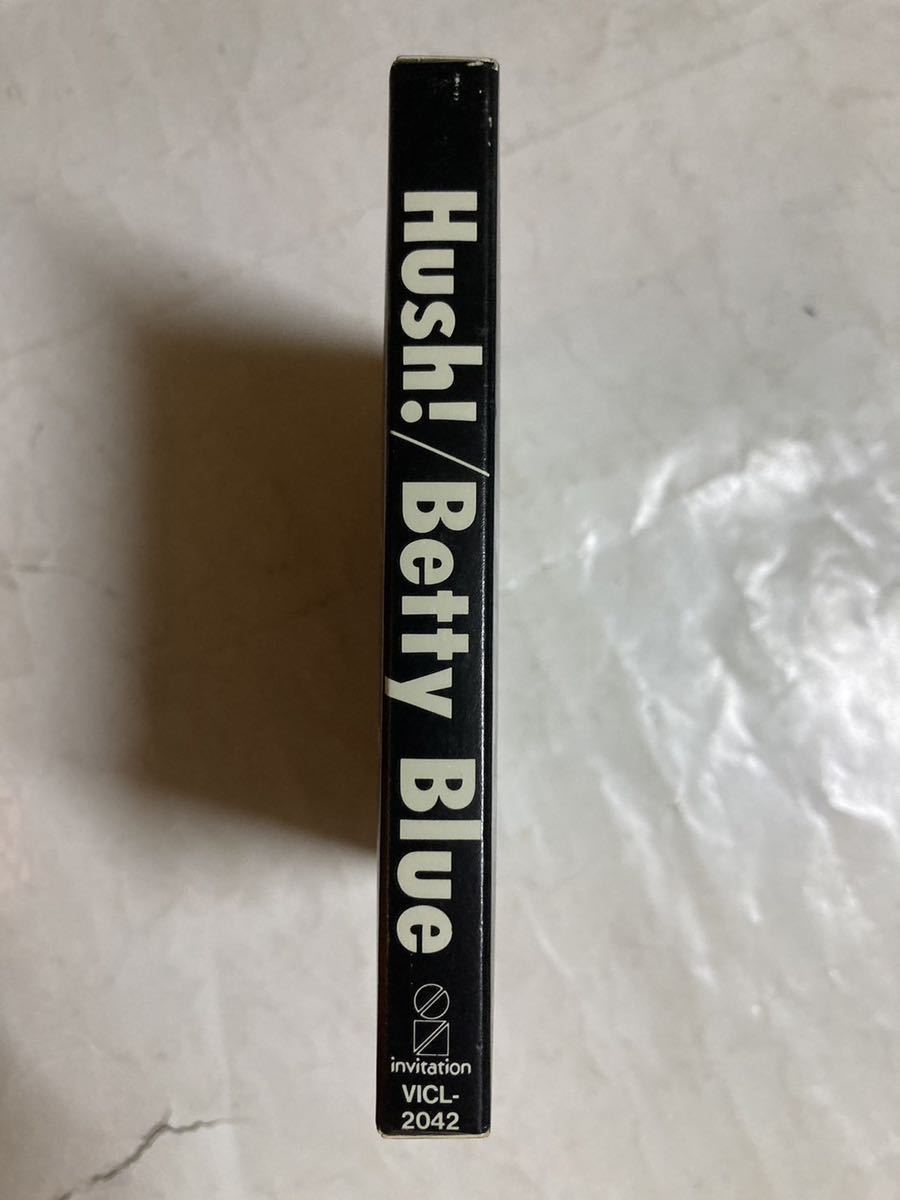 Hush!/Betty Blue
invitation
VICL-
2042